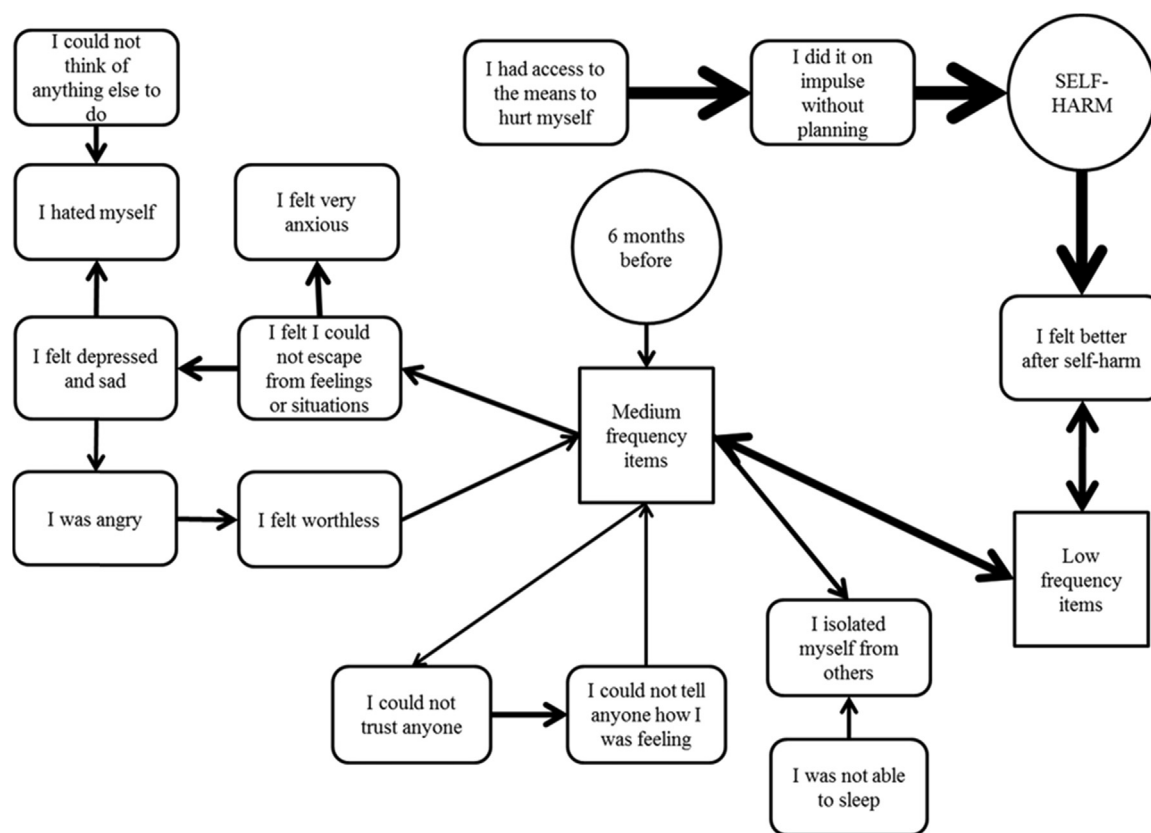 I could not
think of
anything else to
do
I had access to
the means to
hurt myself
I did it on
impulse
without
planning
SELF-
HARM
I hated myself
I felt very
anxious
6 months
before
I felt depressed
and sad
I felt I could
not escape
from feelings
or situations
Medium
frequency
items
I felt better
after self-harm
I was angry
I felt worthless
Low
frequency
items
I isolated
myself from
others
I could not
trust anyone
I could not tell
anyone how I
was feeling
I was not able
to sleep